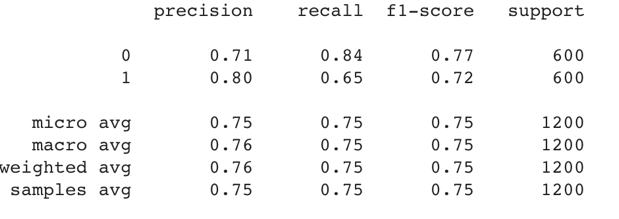 precision recall f1-score support
0 0.71 0.84 0.77 600
1 0.80 0.65 0.72 600
micro avg 0.75 0.75 0.75 1200
macro avg 0.76 0.75 0.75 1200
weighted avg 0.76 0.75 0.75 1200
samples avg 0.75 0.75 0.75 1200